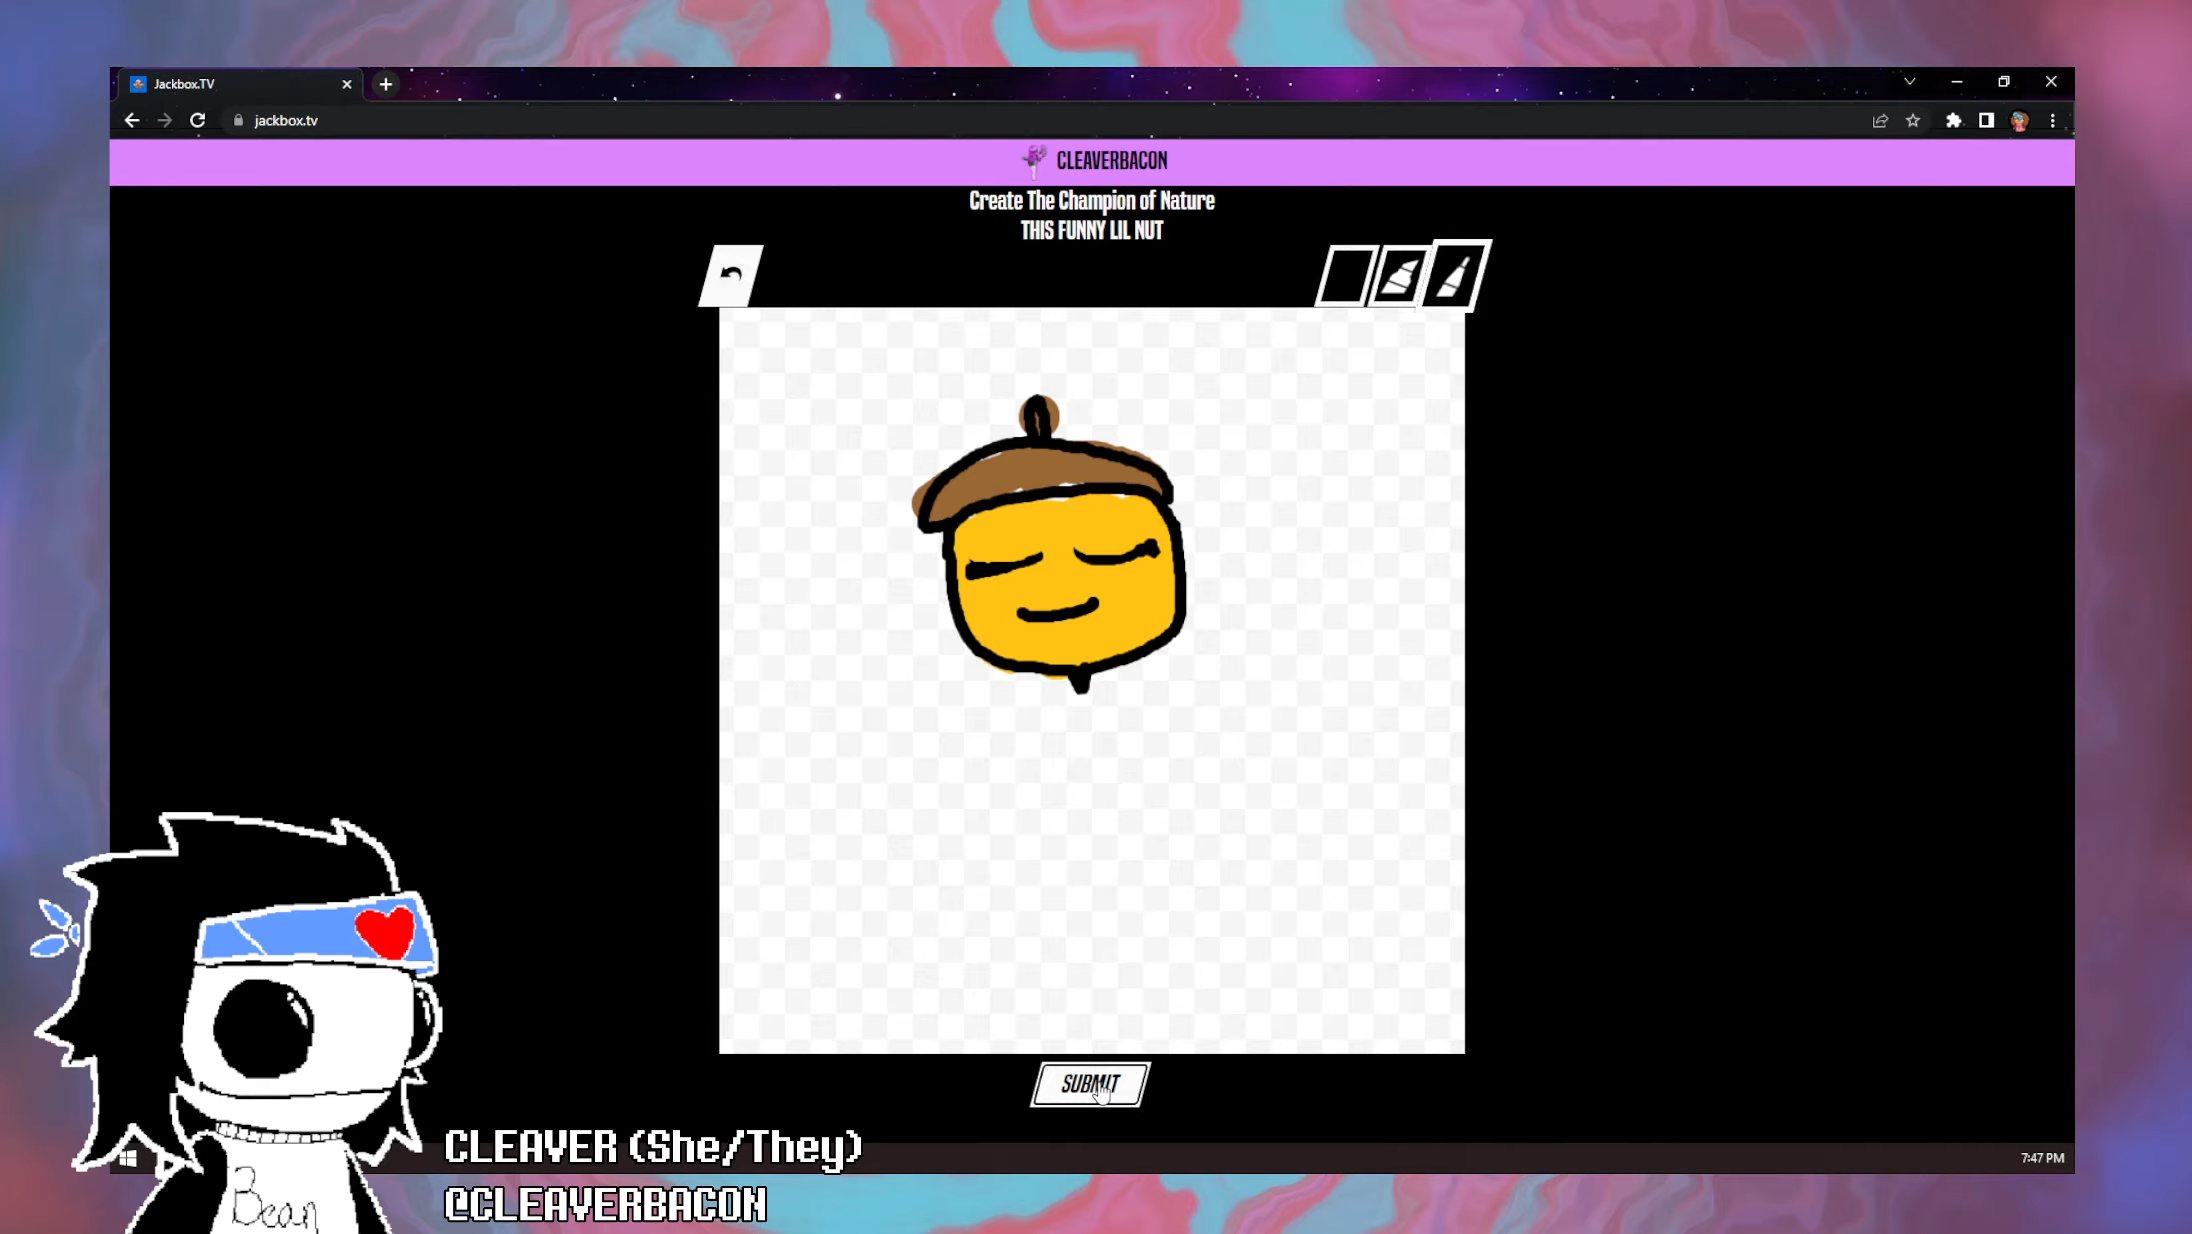 Jackbox.TV
jackbox.tv
CLEAVERBACON
Create The Champion of Nature
THIS FUNNY LIL NUT
SUBMIT
CLEAVER (She/They)
@CLEAVERBACON
Bean
7:47 PM